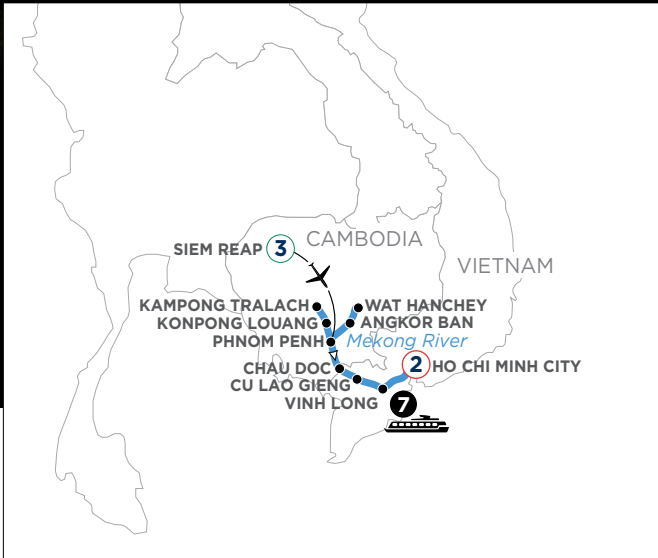 SIEM REAP 3
CAMBODIA
VIETNAM
KAMPONG TRALACH
WAT HANCHEY
KONPONG LOUANG
ANGKOR BAN
PHNOM PENH
Mekong River
CHAU DOC
2 HO CHI MINH CITY
CU LAO GIENG
VINH LONG
7